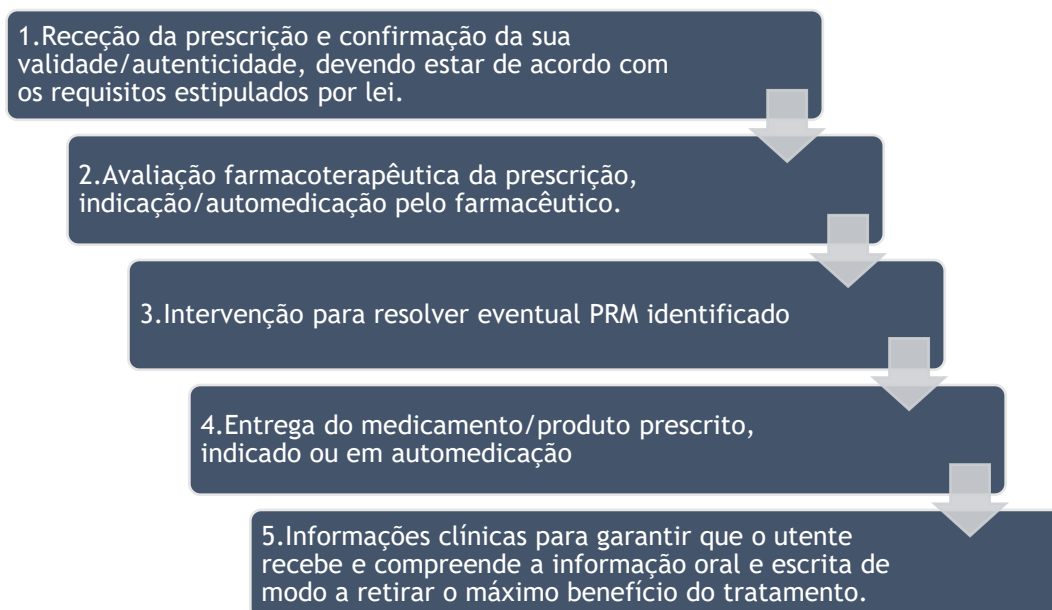 1.Receção da prescrição e confirmação da sua
validade/autenticidade, devendo estar de acordo com
os requisitos estipulados por lei.
2.Avaliação farmacoterapêutica da prescrição,
indicação/automedicação pelo farmacêutico.
3.Intervenção para resolver eventual PRM identificado
4.Entrega do medicamento/produto prescrito,
indicado ou em automedicação
5.Informações clínicas para garantir que o utente
recebe e compreende a informação oral e escrita de
modo a retirar o máximo benefício do tratamento.